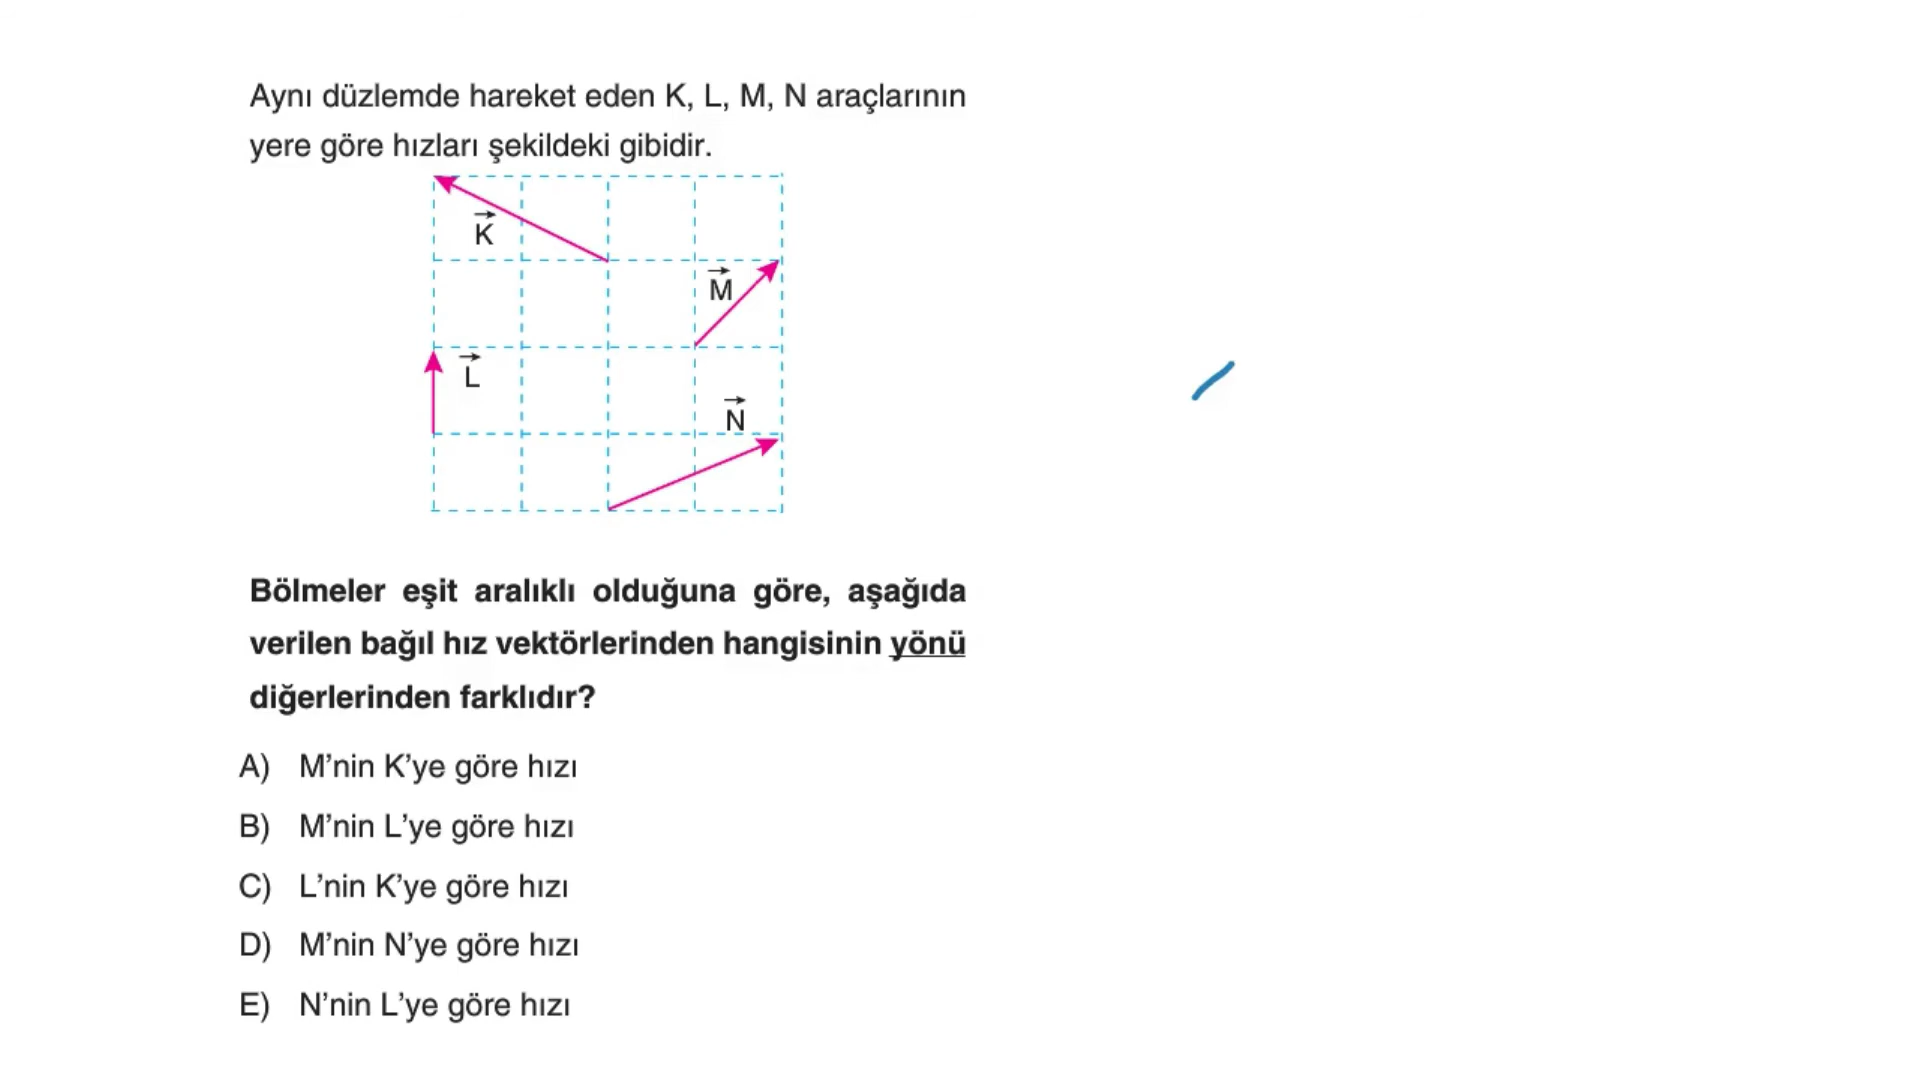 Aynı düzlemde hareket eden K, L, M, N araçlarının
yere göre hızları şekildeki gibidir.
K
M
L
N
Bölmeler eşit aralıklı olduğuna göre, aşağıda
verilen bağıl hız vektörlerinden hangisinin yönü
diğerlerinden farklıdır?
A) M’nin K’ye göre hızı
B) M’nin L’ye göre hızı
C) L’nin K’ye göre hızı
D) M’nin N’ye göre hızı
E) N’nin L’ye göre hızı